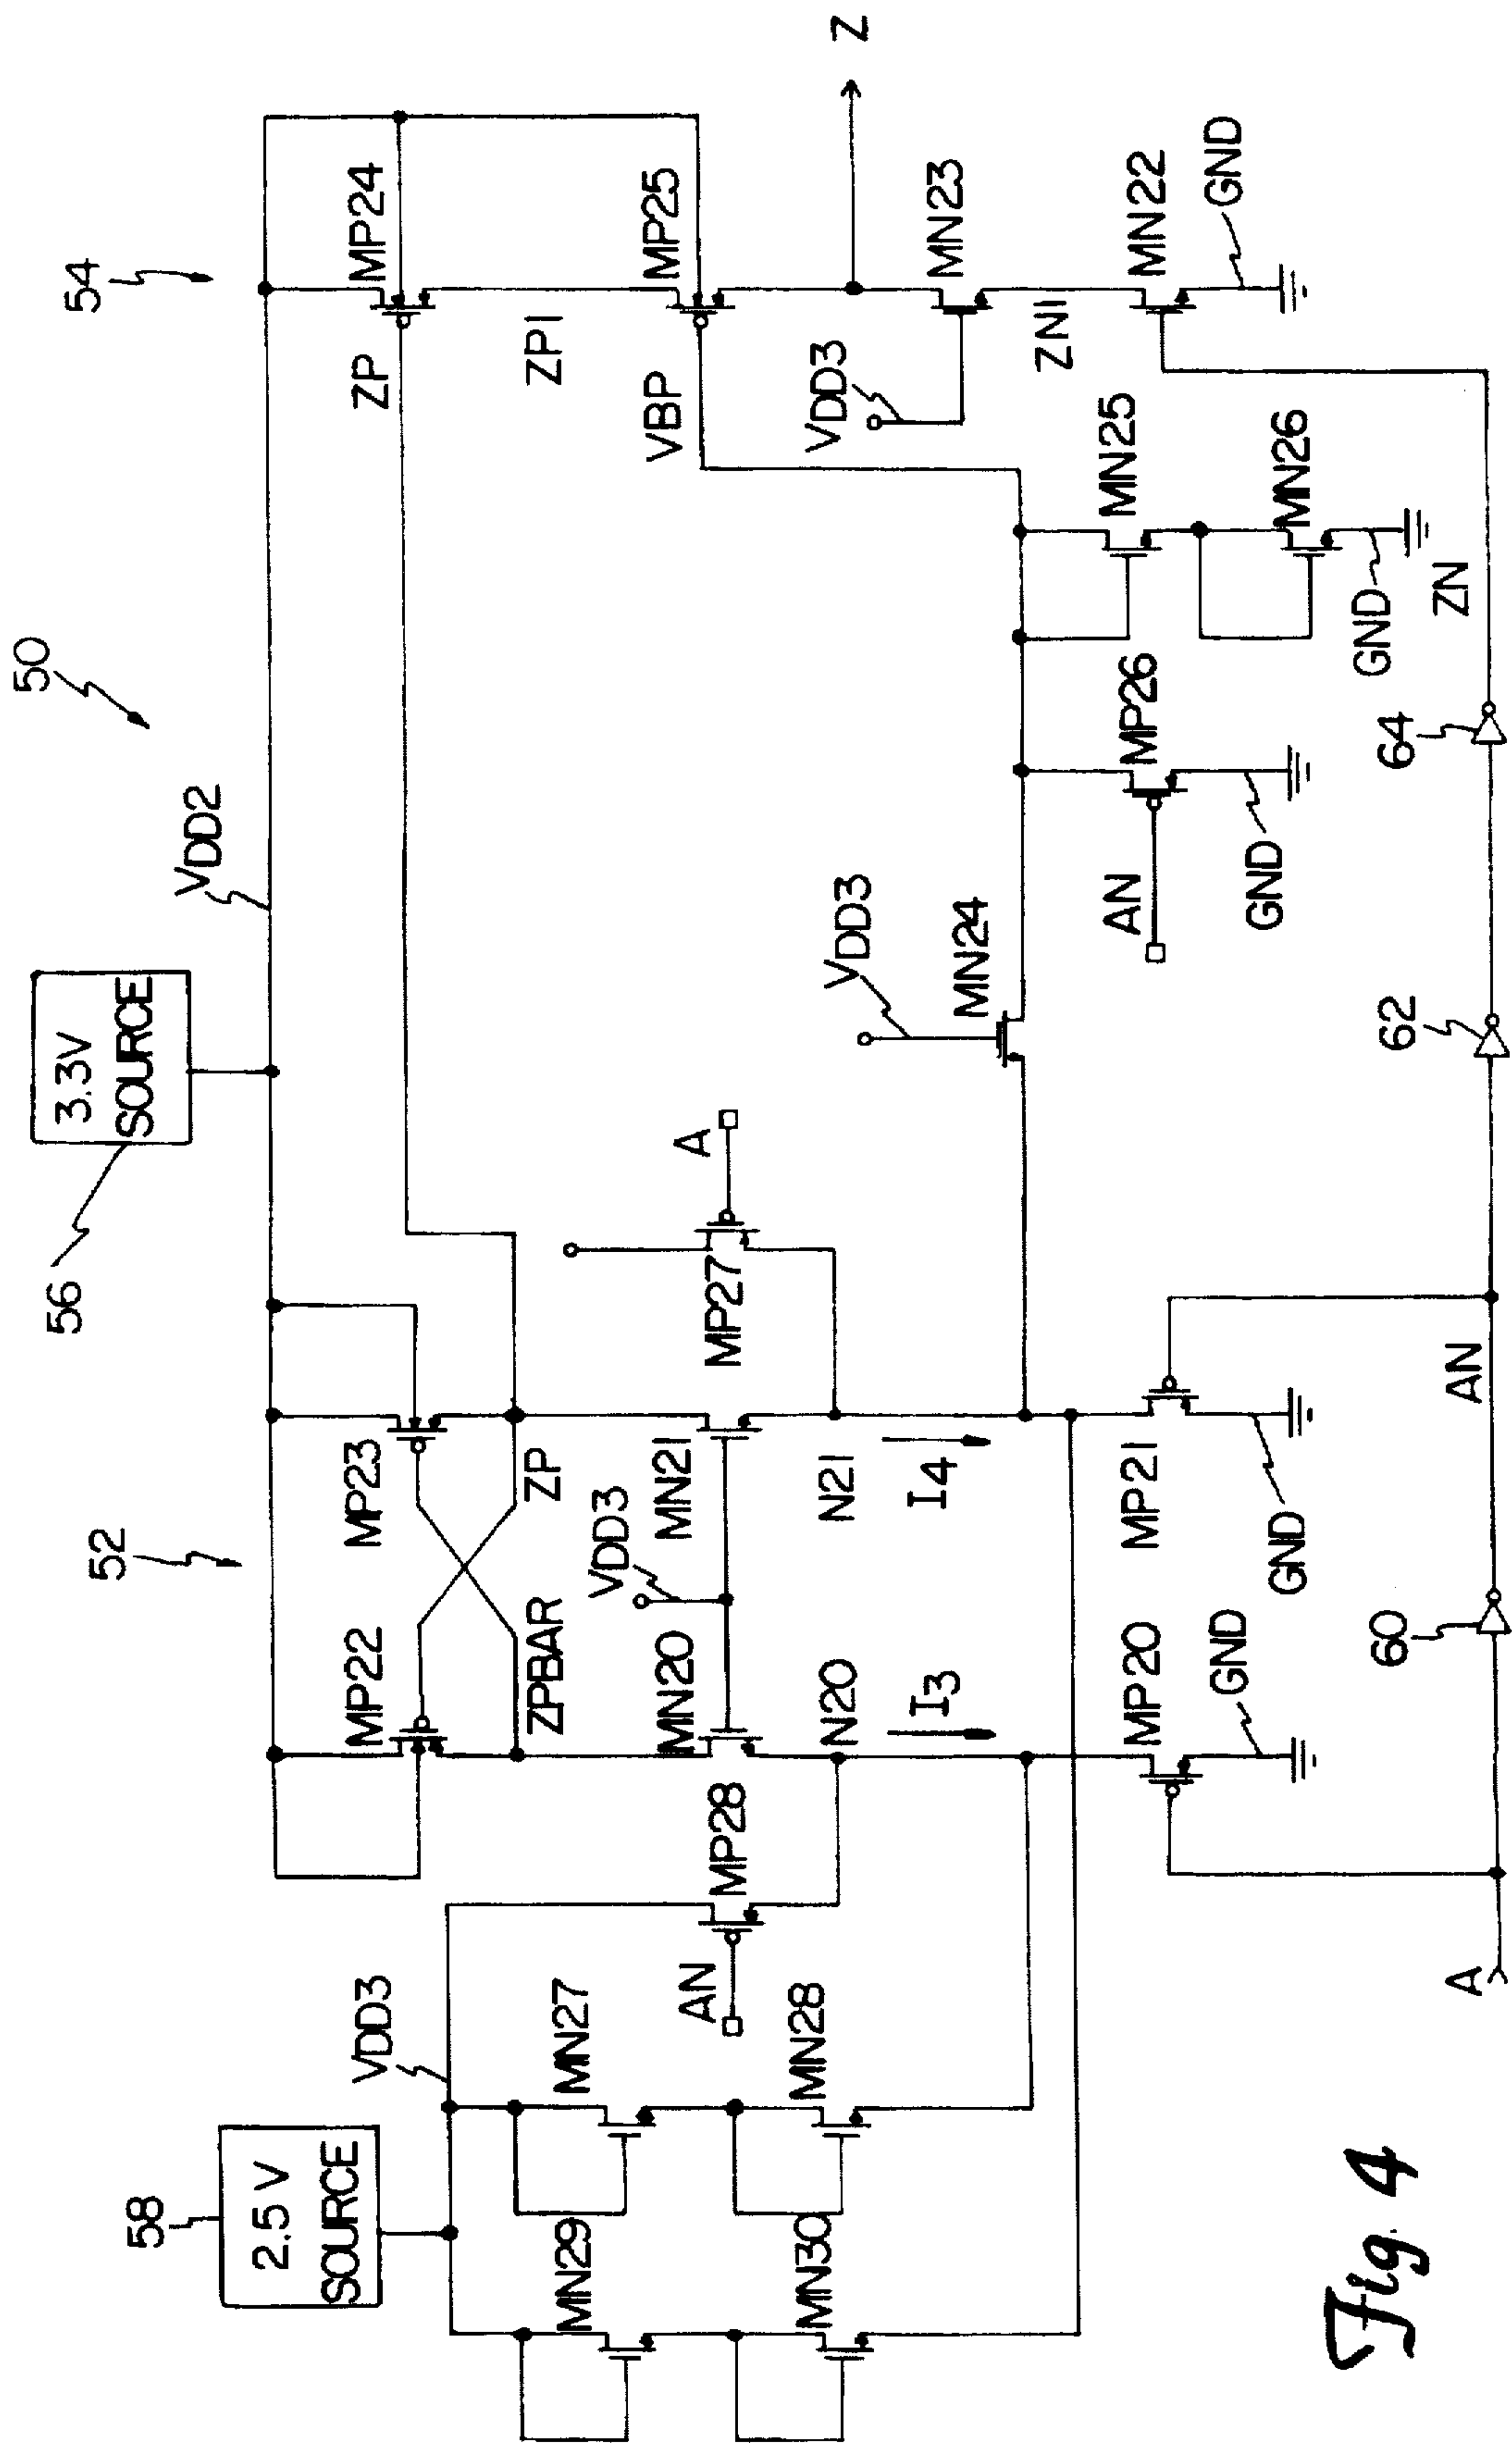 50
54
52
56
3.3V
SOURCE
VDD2
58
2.5 V
SOURCE
VDD3
MP22
MP23
MP24
ZP
ZP1
MP25
VBP
Z
ZPBAR
ZP
VDD3
MN20
MN21
MP27
A
MP28
AN
MN29
MN27
MN30
MN28
N20
N21
I3
I4
VDD3
MN24
VDD3
MN23
ZN1
MN22
GND
AN
MP26
GND
MN25
MN26
GND
ZN
MP20
GND
MP21
GND
A
60
AN
62
64
Fig. 4